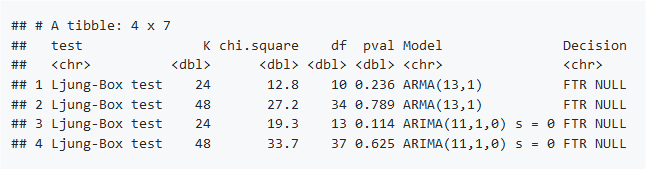 ## # A tibble: 4 x 7
##   test              K chi.square    df  pval Model              Decision
##   <chr>         <dbl>      <dbl> <dbl> <dbl> <chr>              <chr>
## 1 Ljung-Box test    24       12.8    10 0.236 ARMA(13,1)         FTR NULL
## 2 Ljung-Box test    48       27.2    34 0.789 ARMA(13,1)         FTR NULL
## 3 Ljung-Box test    24       19.3    13 0.114 ARIMA(11,1,0) s = 0 FTR NULL
## 4 Ljung-Box test    48       33.7    37 0.625 ARIMA(11,1,0) s = 0 FTR NULL